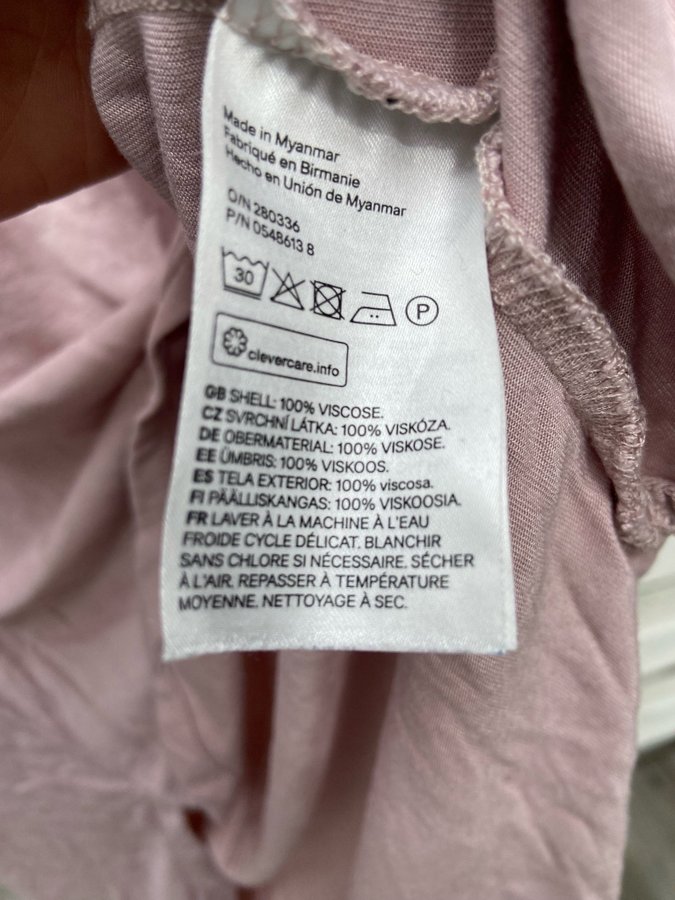 Made in Myanmar
Fabriqué en Birmanie
Hecho en Unión de Myanmar
O/N 280336
P/N 0548613 8
30
P
clevercare.info
GB SHELL: 100% VISCOSE.
CZ SVRCHNÍ LÁTKA: 100% VISKÓZA.
DE OBERMATERIAL: 100% VISKOSE.
EE ÜMBRIS: 100% VISKOOS.
ES TELA EXTERIOR: 100% viscosa.
FI PÄÄLLISKANGAS: 100% VISKOOSIA.
FR LAVER À LA MACHINE À L'EAU
FROIDE CYCLE DÉLICAT. BLANCHIR
SANS CHLORE SI NÉCESSAIRE. SÉCHER
À L'AIR. REPASSER À TEMPÉRATURE
MOYENNE. NETTOYAGE À SEC.